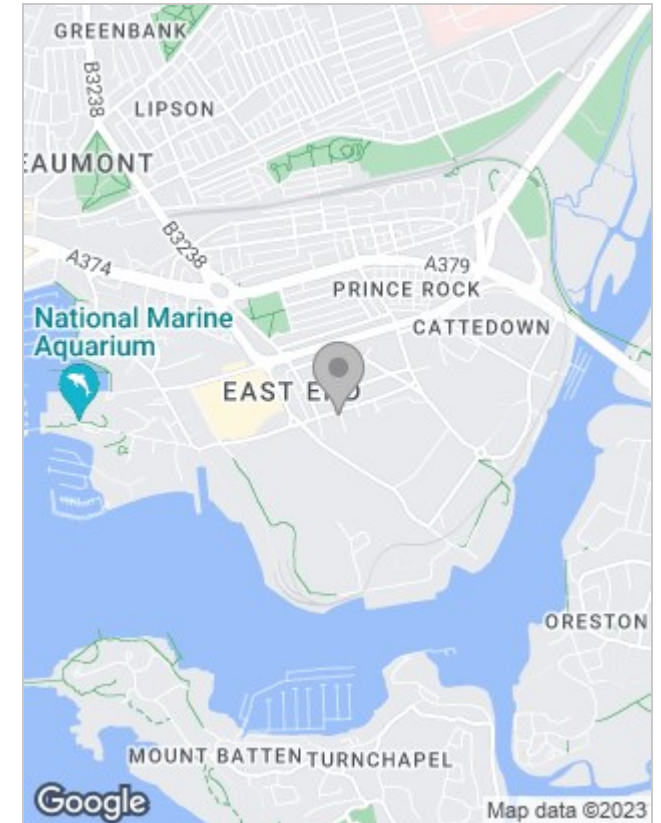 GREENBANK
B3238
LIPSON
EAUMONT
B3238
A374
A379
PRINCE ROCK
National Marine
Aquarium
CATTEDOWN
EAST END
ORESTON
MOUNT BATTEN
TURNCHAPEL
Google
Map data ©2023